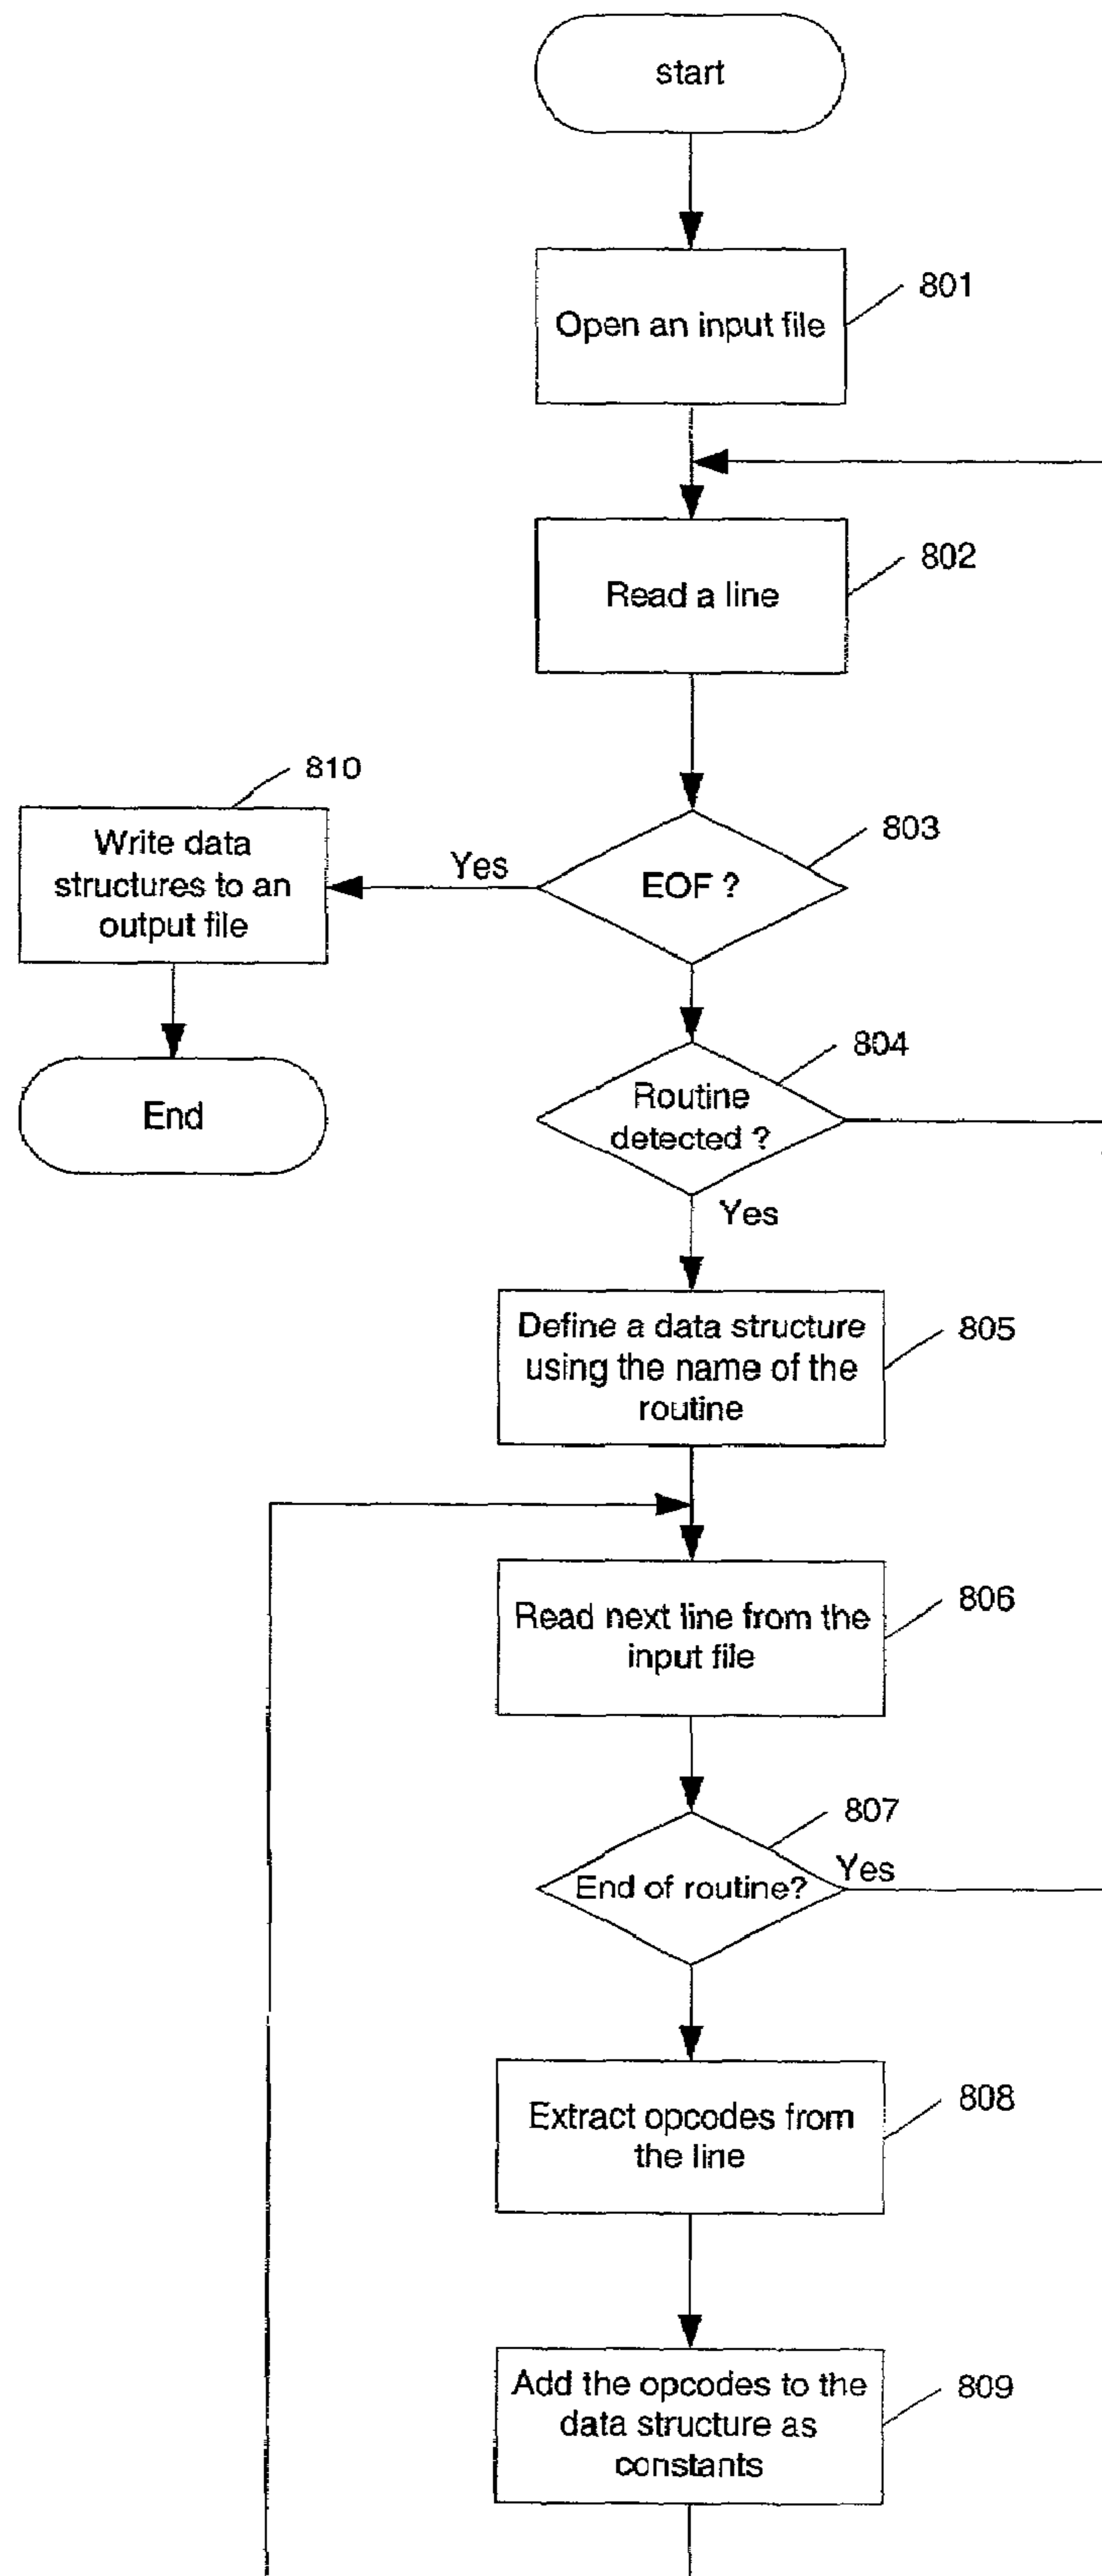 start
801
Open an input file
802
Read a line
810
Write data
structures to an
output file
Yes
803
EOF ?
End
804
Routine
detected ?
Yes
805
Define a data structure
using the name of the
routine
806
Read next line from the
input file
807
End of routine?
Yes
808
Extract opcodes from
the line
809
Add the opcodes to the
data structure as
constants